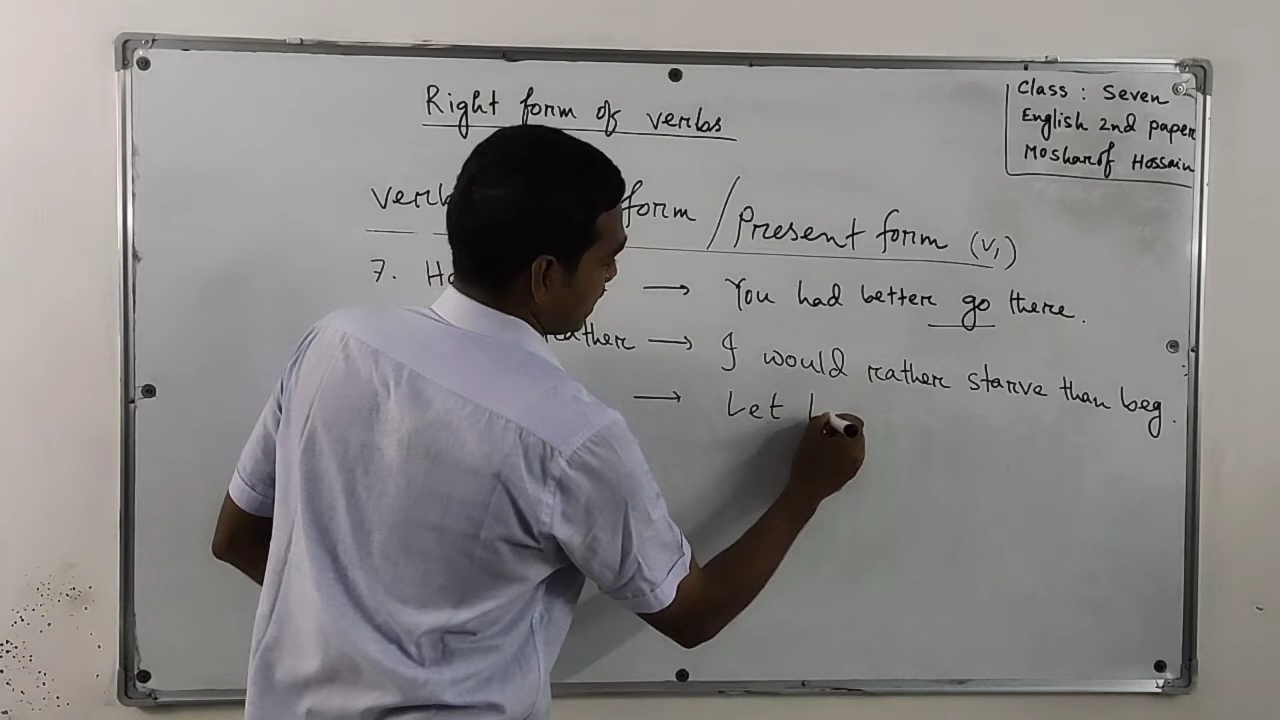 Right form of verbs
Class : Seven
English 2nd paper
Mosharof Hossain
form / Present form (V1)
7. → You had better go there.
rather → I would rather starve than beg.
→ Let